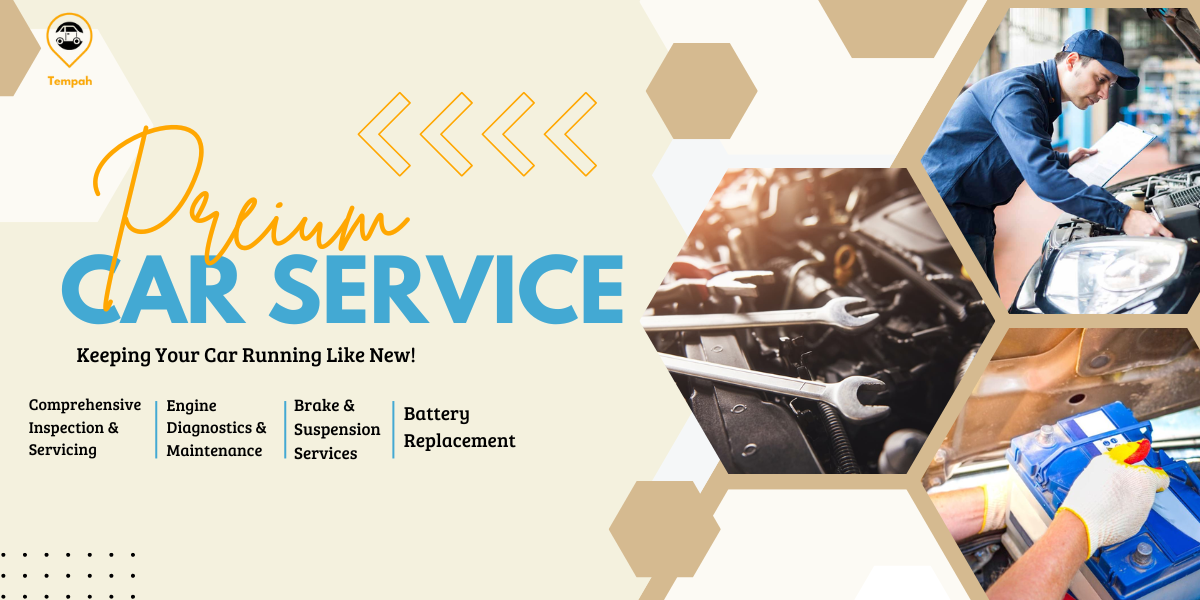 Tempah
Preium
CAR SERVICE
Keeping Your Car Running Like New!
Comprehensive
Inspection &
Servicing
Engine
Diagnostics &
Maintenance
Brake &
Suspension
Services
Battery
Replacement